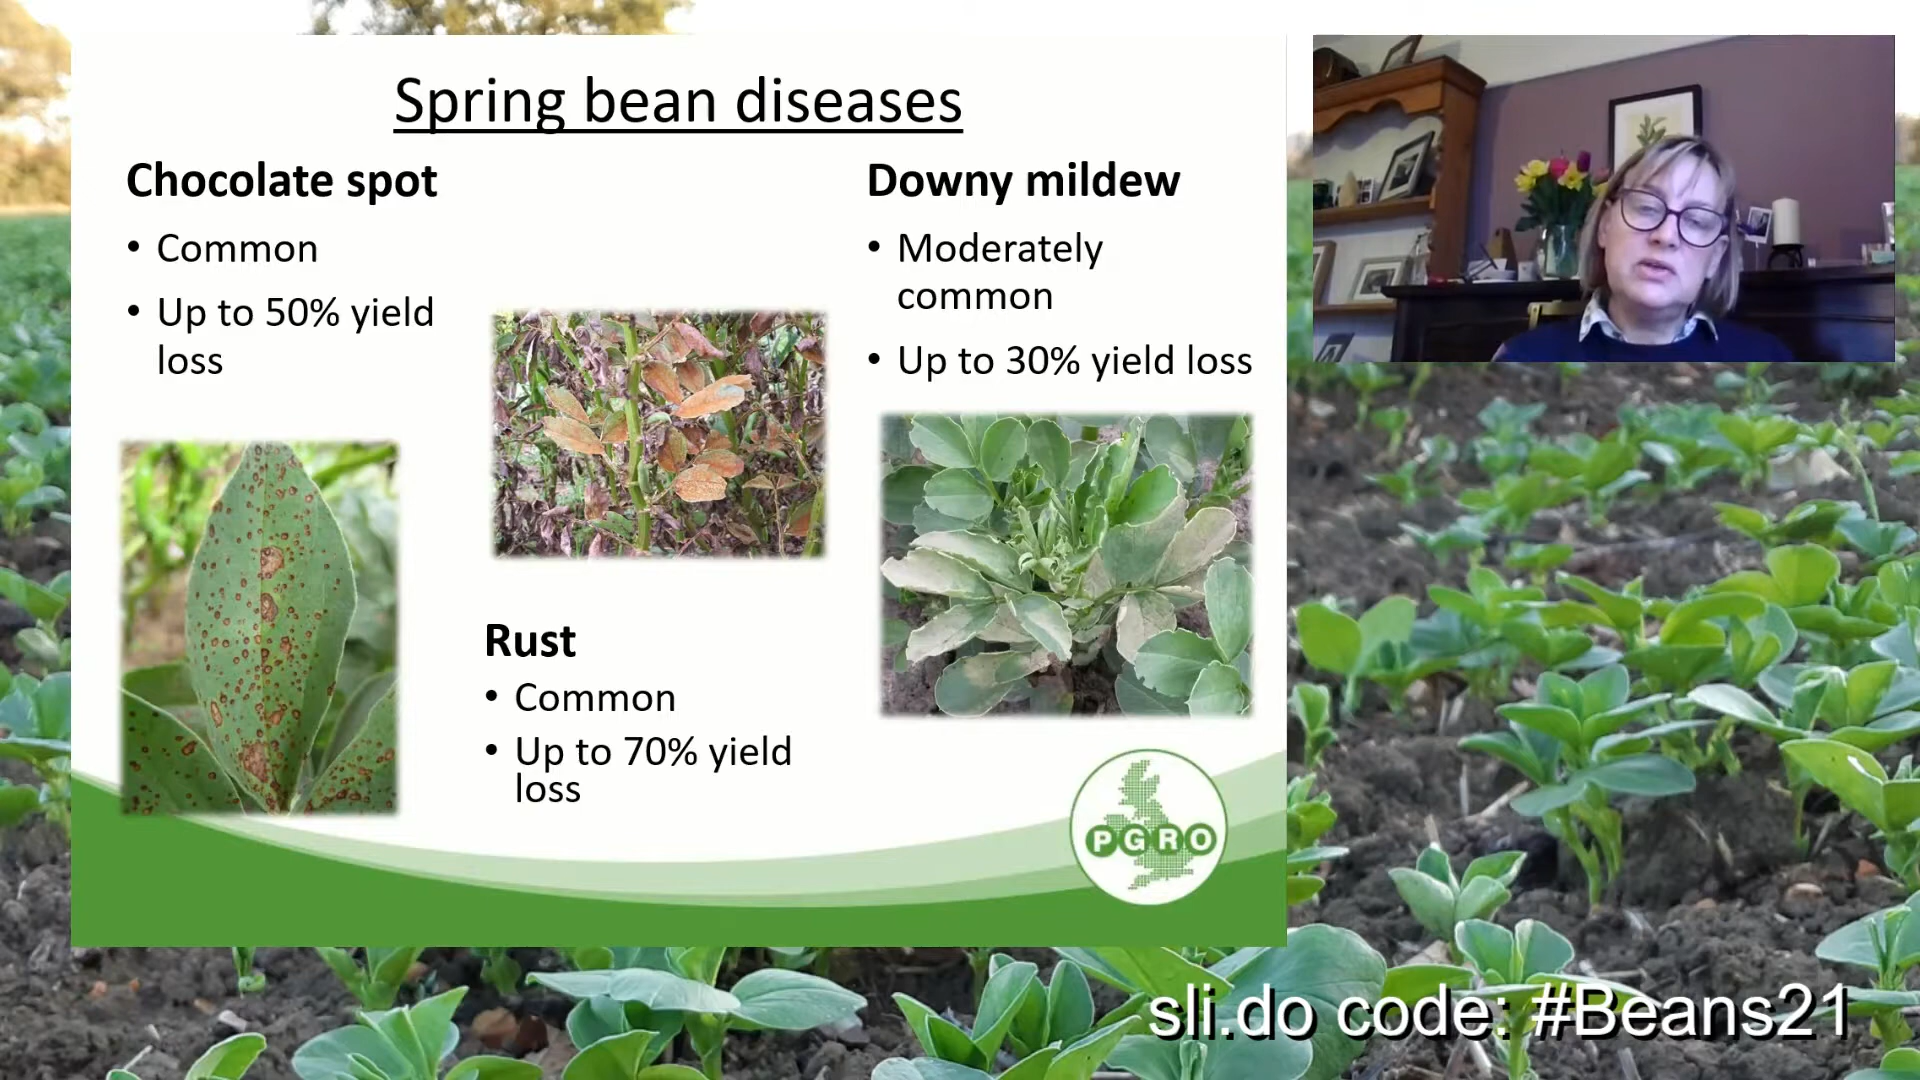 Spring bean diseases
Chocolate spot
• Common
• Up to 50% yield
loss
Rust
• Common
• Up to 70% yield
loss
Downy mildew
• Moderately
common
• Up to 30% yield loss
PGRO
sli.do code: #Beans21